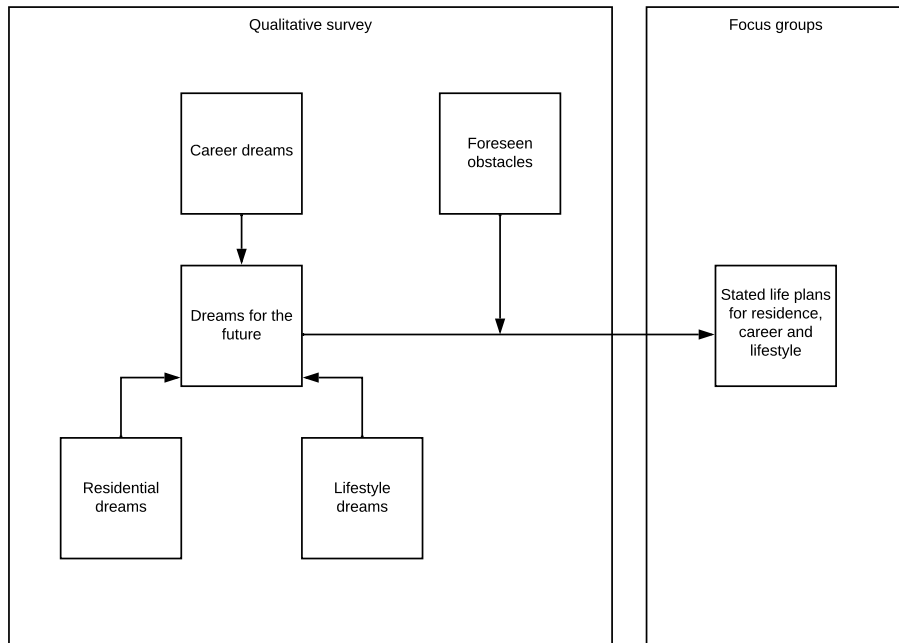 Qualitative survey
Focus groups
Career dreams
Foreseen
obstacles
Dreams for the
future
Stated life plans
for residence,
career and
lifestyle
Residential
dreams
Lifestyle
dreams